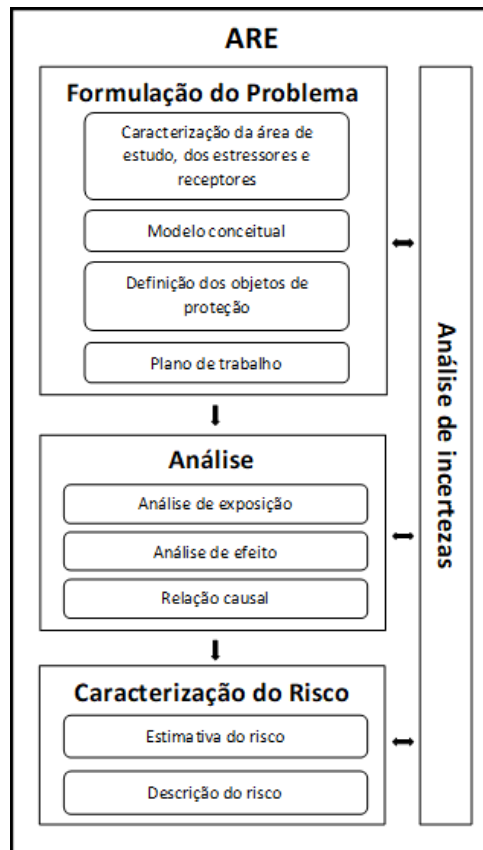 ARE
Formulação do Problema
Caracterização da área de
estudo, dos estressores e
receptores
Modelo conceitual
Definição dos objetos de
proteção
Plano de trabalho
Análise
Análise de exposição
Análise de efeito
Relação causal
Caracterização do Risco
Estimativa do risco
Descrição do risco
Análise de incertezas